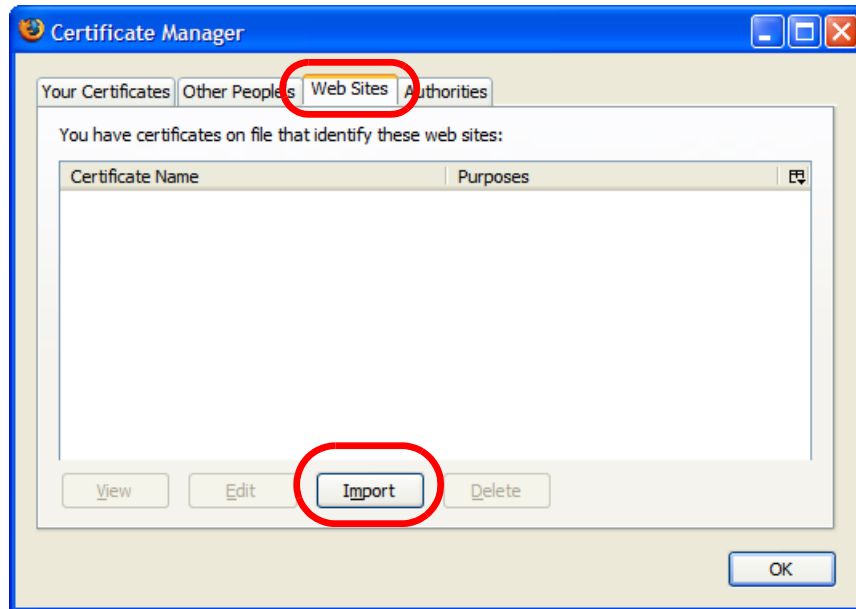 Certificate Manager
Your Certificates Other People's Web Sites Authorities
You have certificates on file that identify these web sites:
Certificate Name Purposes
View Edit Import Delete
OK